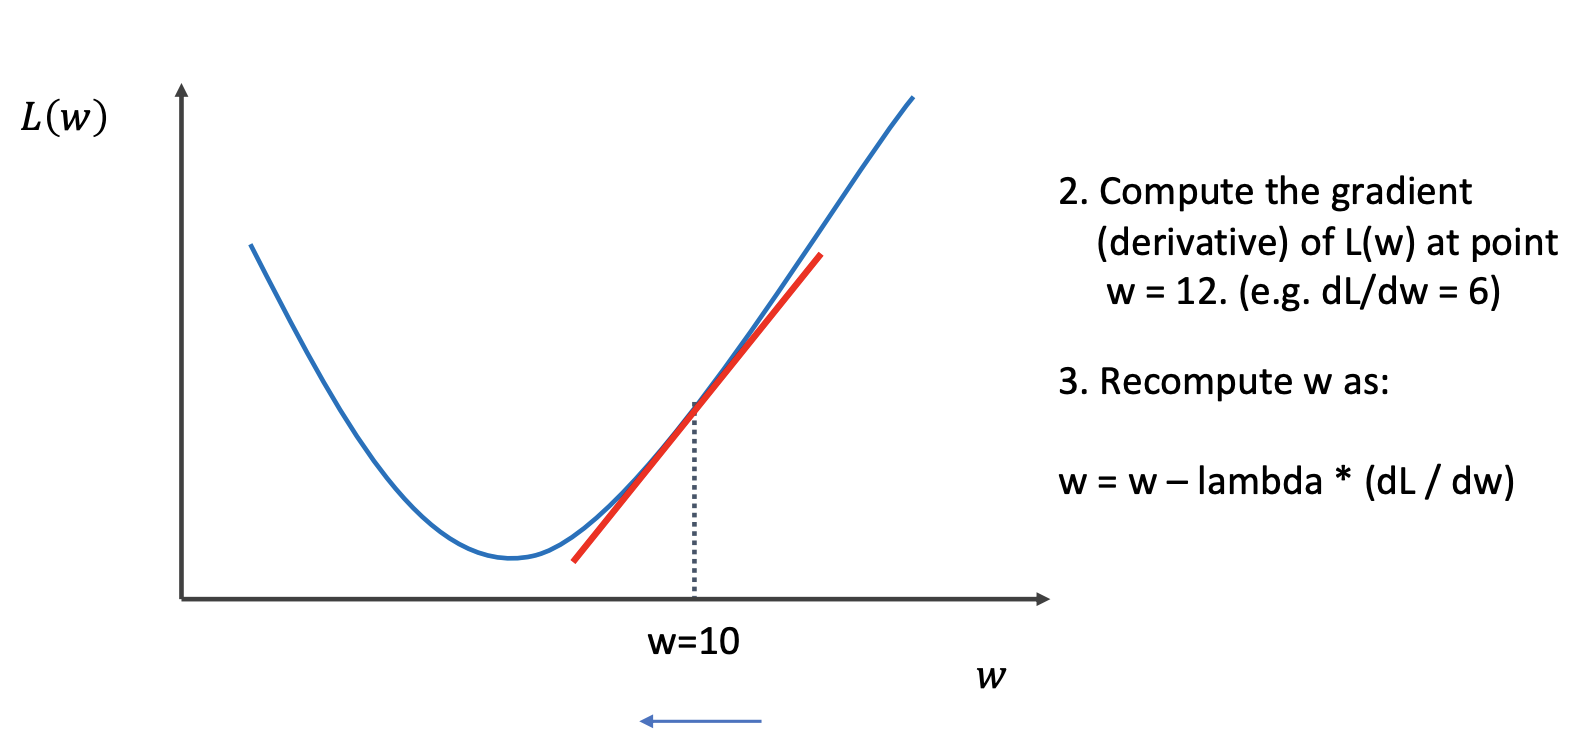 L(w)
2. Compute the gradient
(derivative) of L(w) at point
w = 12. (e.g. dL/dw = 6)
3. Recompute w as:
w = w – lambda * (dL / dw)
w=10
w